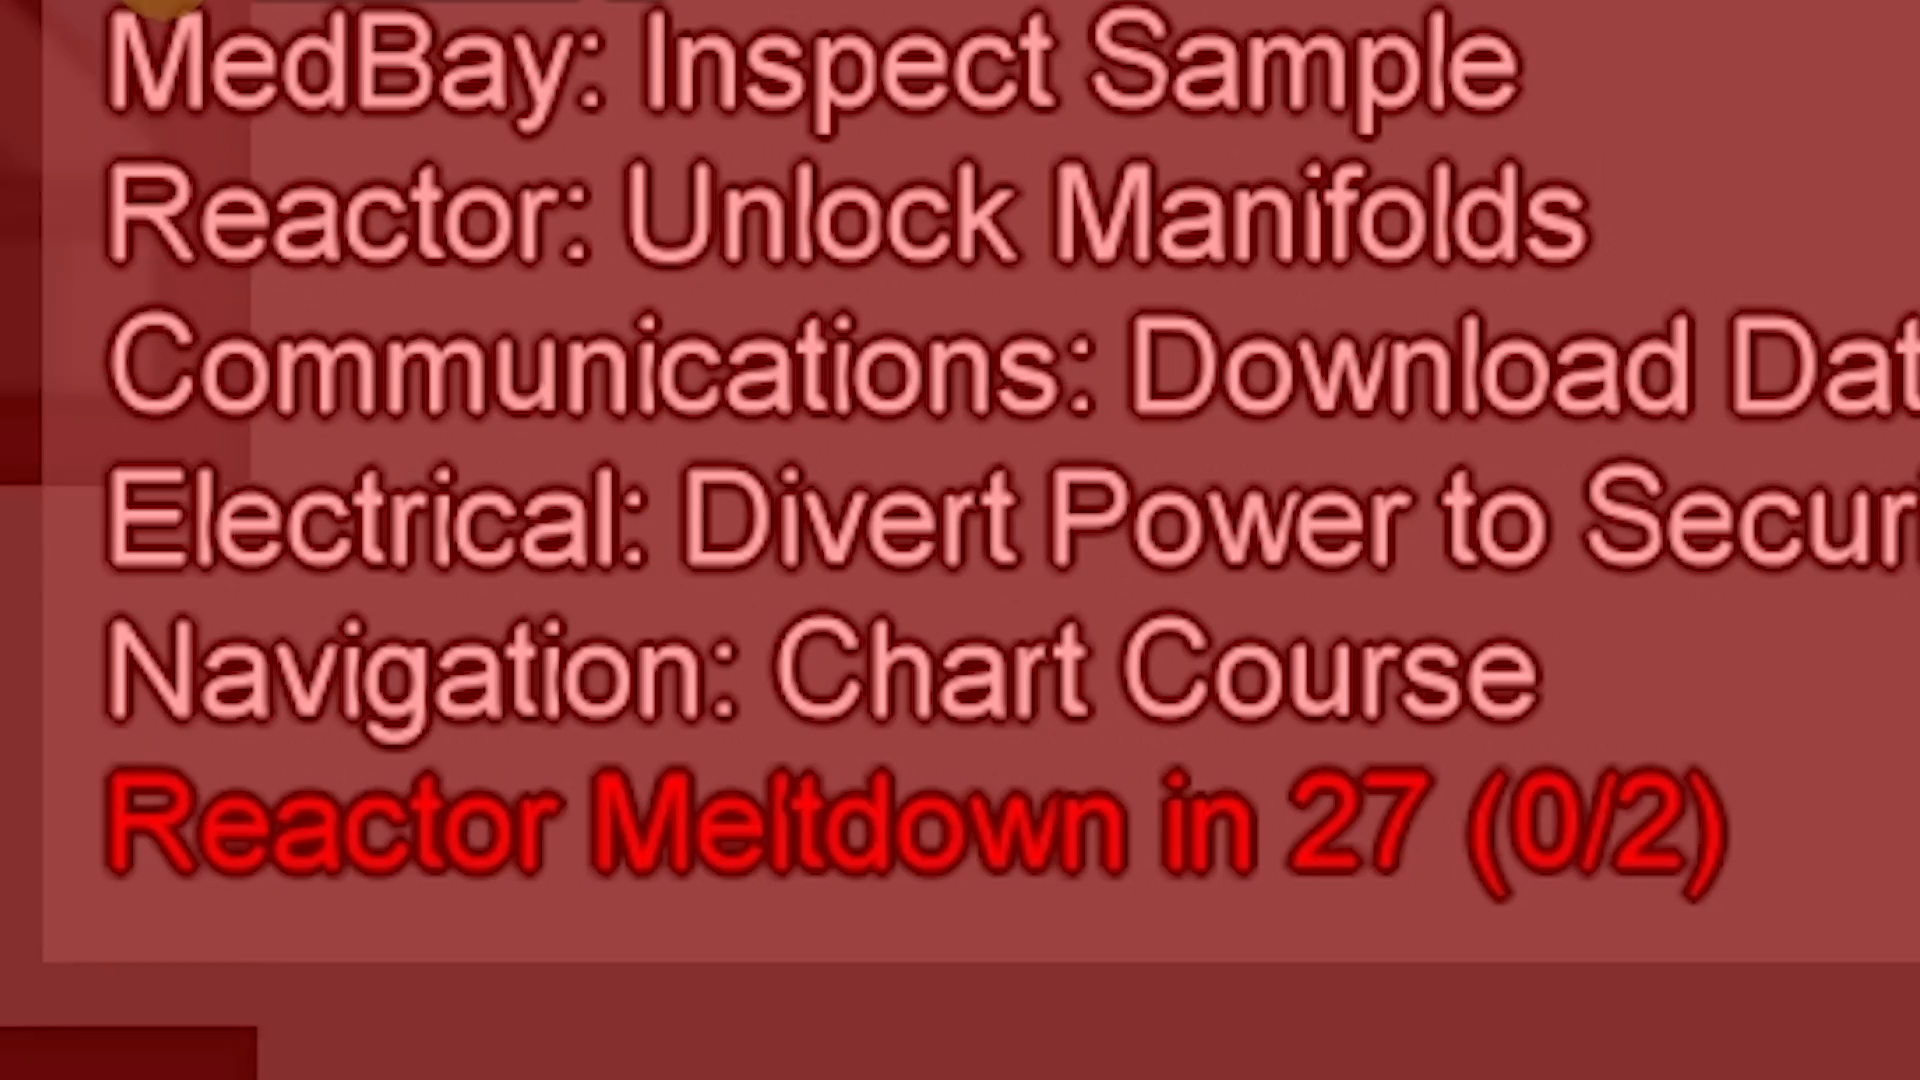 MedBay: Inspect Sample
Reactor: Unlock Manifolds
Communications: Download Dat
Electrical: Divert Power to Securi
Navigation: Chart Course
Reactor Meltdown in 27 (0/2)